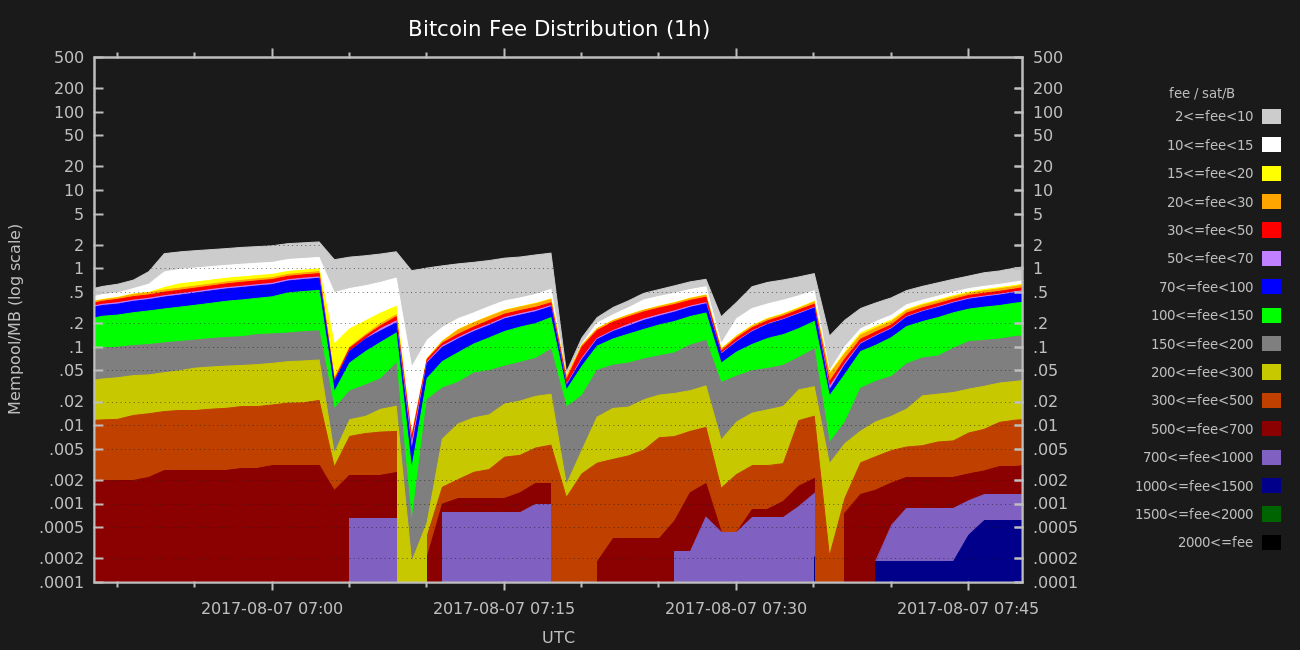 Bitcoin Fee Distribution (1h)
500 500
200 200
100 100
50 50
20 20
10 10
5 5
2 2
1 1
.5 .5
.2 .2
.1 .1
.05 .05
.02 .02
.01 .01
.005 .005
.002 .002
.001 .001
.0005 .0005
.0002 .0002
.0001 .0001
Mempool/MB (log scale)
2017-08-07 07:00 2017-08-07 07:15 2017-08-07 07:30 2017-08-07 07:45
UTC
fee / sat/B
2<=fee<10
10<=fee<15
15<=fee<20
20<=fee<30
30<=fee<50
50<=fee<70
70<=fee<100
100<=fee<150
150<=fee<200
200<=fee<300
300<=fee<500
500<=fee<700
700<=fee<1000
1000<=fee<1500
1500<=fee<2000
2000<=fee